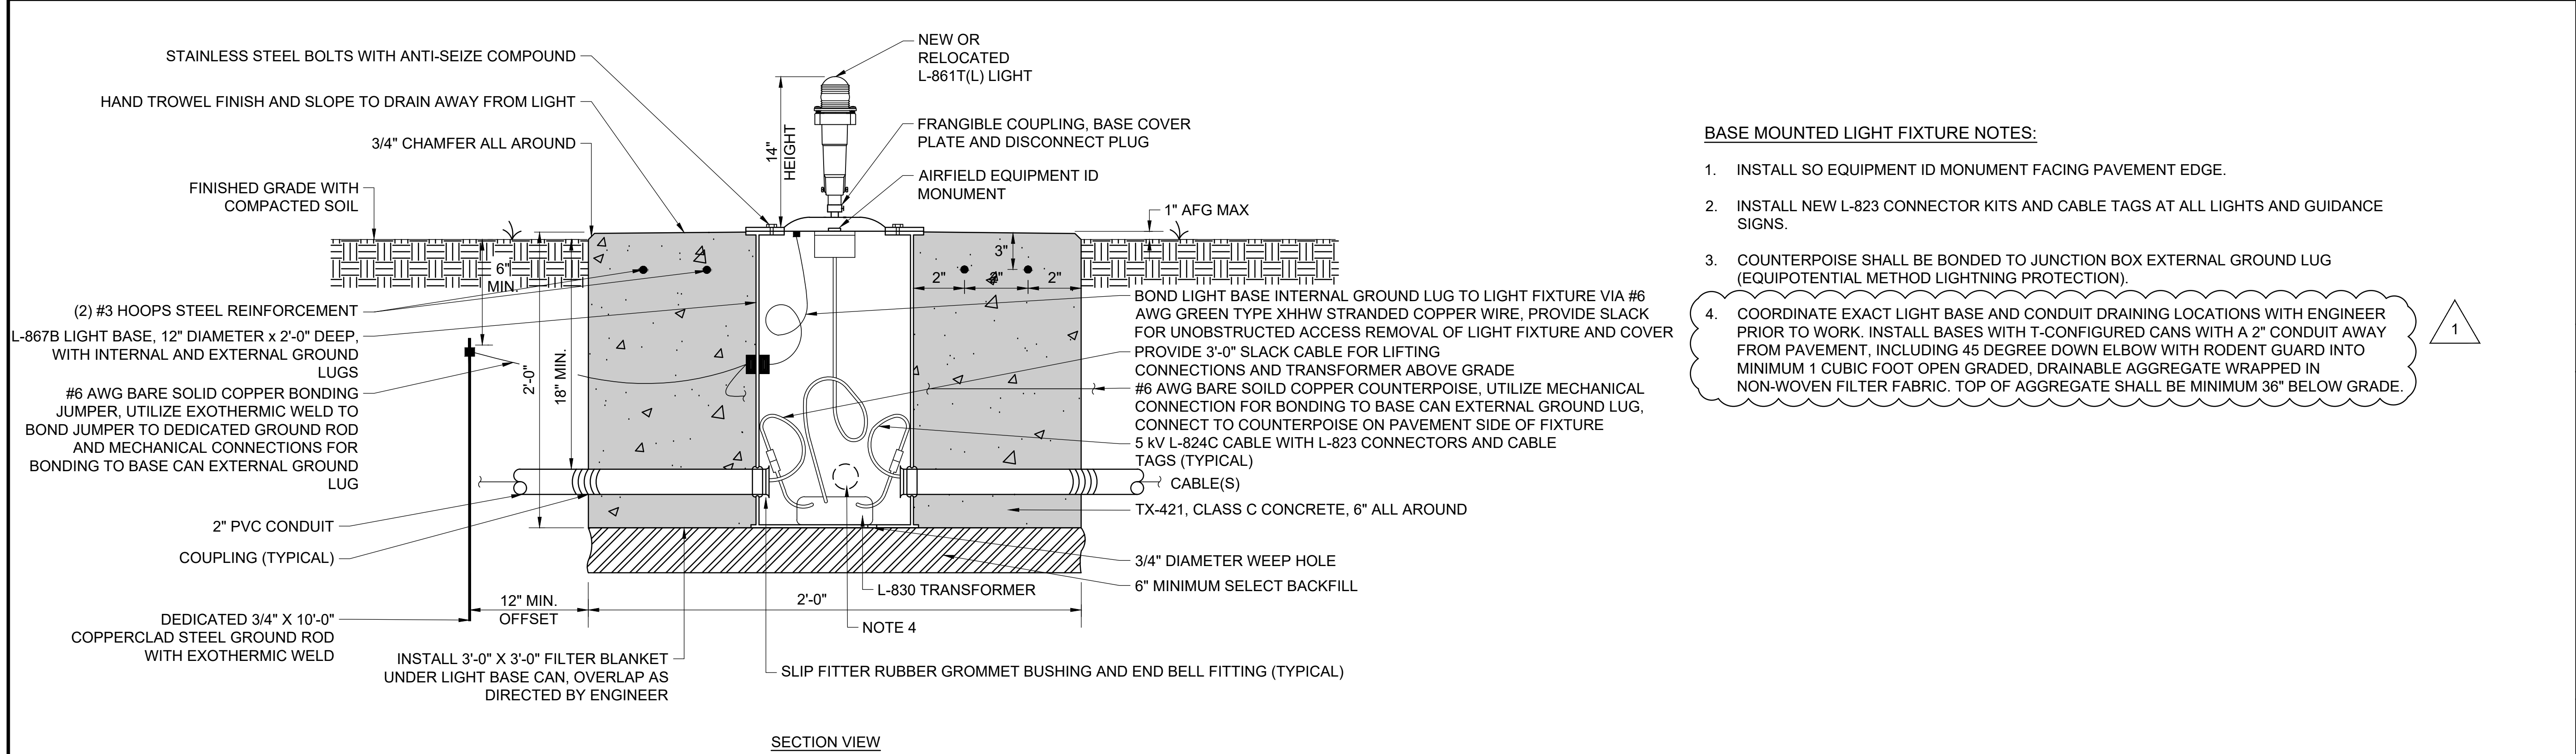 STAINLESS STEEL BOLTS WITH ANTI-SEIZE COMPOUND
HAND TROWEL FINISH AND SLOPE TO DRAIN AWAY FROM LIGHT
3/4" CHAMFER ALL AROUND
FINISHED GRADE WITH
COMPACTED SOIL
(2) #3 HOOPS STEEL REINFORCEMENT
L-867B LIGHT BASE, 12" DIAMETER x 2'-0" DEEP,
WITH INTERNAL AND EXTERNAL GROUND
LUGS
#6 AWG BARE SOLID COPPER BONDING
JUMPER, UTILIZE EXOTHERMIC WELD TO
BOND JUMPER TO DEDICATED GROUND ROD
AND MECHANICAL CONNECTIONS FOR
BONDING TO BASE CAN EXTERNAL GROUND
LUG
2" PVC CONDUIT
COUPLING (TYPICAL)
DEDICATED 3/4" X 10'-0"
COPPERCLAD STEEL GROUND ROD
WITH EXOTHERMIC WELD
6"
MIN.
2'-0"
18" MIN.
12" MIN.
OFFSET
2'-0"
INSTALL 3'-0" X 3'-0" FILTER BLANKET
UNDER LIGHT BASE CAN, OVERLAP AS
DIRECTED BY ENGINEER
14"
HEIGHT
NEW OR
RELOCATED
L-861T(L) LIGHT
FRANGIBLE COUPLING, BASE COVER
PLATE AND DISCONNECT PLUG
AIRFIELD EQUIPMENT ID
MONUMENT
1" AFG MAX
3"
2"
2"
2"
BOND LIGHT BASE INTERNAL GROUND LUG TO LIGHT FIXTURE VIA #6
AWG GREEN TYPE XHHW STRANDED COPPER WIRE, PROVIDE SLACK
FOR UNOBSTRUCTED ACCESS REMOVAL OF LIGHT FIXTURE AND COVER
PROVIDE 3'-0" SLACK CABLE FOR LIFTING
CONNECTIONS AND TRANSFORMER ABOVE GRADE
#6 AWG BARE SOILD COPPER COUNTERPOISE, UTILIZE MECHANICAL
CONNECTION FOR BONDING TO BASE CAN EXTERNAL GROUND LUG,
CONNECT TO COUNTERPOISE ON PAVEMENT SIDE OF FIXTURE
5 kV L-824C CABLE WITH L-823 CONNECTORS AND CABLE
TAGS (TYPICAL)
CABLE(S)
TX-421, CLASS C CONCRETE, 6" ALL AROUND
3/4" DIAMETER WEEP HOLE
6" MINIMUM SELECT BACKFILL
L-830 TRANSFORMER
NOTE 4
SLIP FITTER RUBBER GROMMET BUSHING AND END BELL FITTING (TYPICAL)
SECTION VIEW
BASE MOUNTED LIGHT FIXTURE NOTES:
1. INSTALL SO EQUIPMENT ID MONUMENT FACING PAVEMENT EDGE.
2. INSTALL NEW L-823 CONNECTOR KITS AND CABLE TAGS AT ALL LIGHTS AND GUIDANCE
SIGNS.
3. COUNTERPOISE SHALL BE BONDED TO JUNCTION BOX EXTERNAL GROUND LUG
(EQUIPOTENTIAL METHOD LIGHTNING PROTECTION).
4. COORDINATE EXACT LIGHT BASE AND CONDUIT DRAINING LOCATIONS WITH ENGINEER
PRIOR TO WORK. INSTALL BASES WITH T-CONFIGURED CANS WITH A 2" CONDUIT AWAY
FROM PAVEMENT, INCLUDING 45 DEGREE DOWN ELBOW WITH RODENT GUARD INTO
MINIMUM 1 CUBIC FOOT OPEN GRADED, DRAINABLE AGGREGATE WRAPPED IN
NON-WOVEN FILTER FABRIC. TOP OF AGGREGATE SHALL BE MINIMUM 36" BELOW GRADE.
1